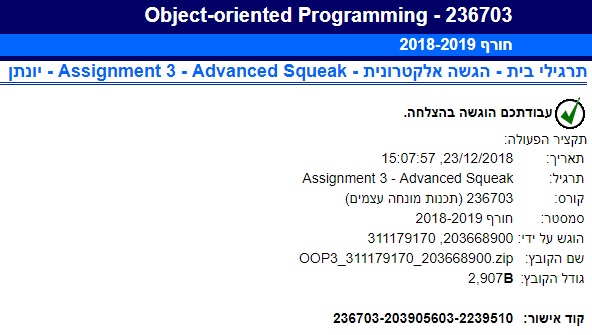 Object-oriented Programming - 236703
חורף 2018-2019
תרגילי בית - הגשה אלקטרונית - Assignment 3 - Advanced Squeak - יונתן
עבודתכם הוגשה בהצלחה.
תקציר הפעולה:
תאריך: 23/12/2018, 15:07:57
תרגיל: Assignment 3 - Advanced Squeak
קורס: 236703 (תכנות מונחה עצמים)
סמסטר: חורף 2018-2019
הוגש על ידי: 203668900, 311179170
שם הקובץ: OOP3_311179170_203668900.zip
גודל הקובץ: 2,907B
קוד אישור: 236703-203905603-2239510